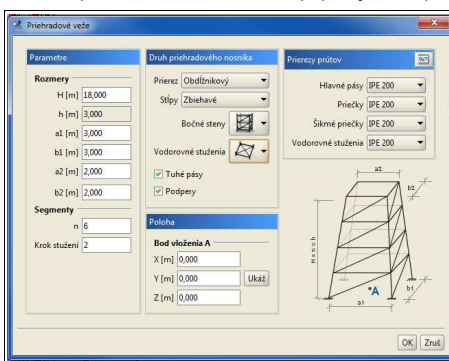 Priehradové veže
Parametre
Rozmery
H [m] 18,000
h [m] 3,000
a1 [m] 3,000
b1 [m] 3,000
a2 [m] 2,000
b2 [m] 2,000
Segmenty
n 6
Krok stužení 2
Druh priehradového nosníka
Prierez Obdĺžnikový
Stĺpy Zbiehavé
Bočné steny
Vodorovné stuženia
Tuhé pásy
Podpery
Poloha
Bod vloženia A
X [m] 0,000
Y [m] 0,000 Ukáž
Z [m] 0,000
Prierezy prútov
Hlavné pásy IPE 200
Priečky IPE 200
Šikmé priečky IPE 200
Vodorovné stuženia IPE 200
a2
b2
H = n × h
A
b1
a1
OK Zruš